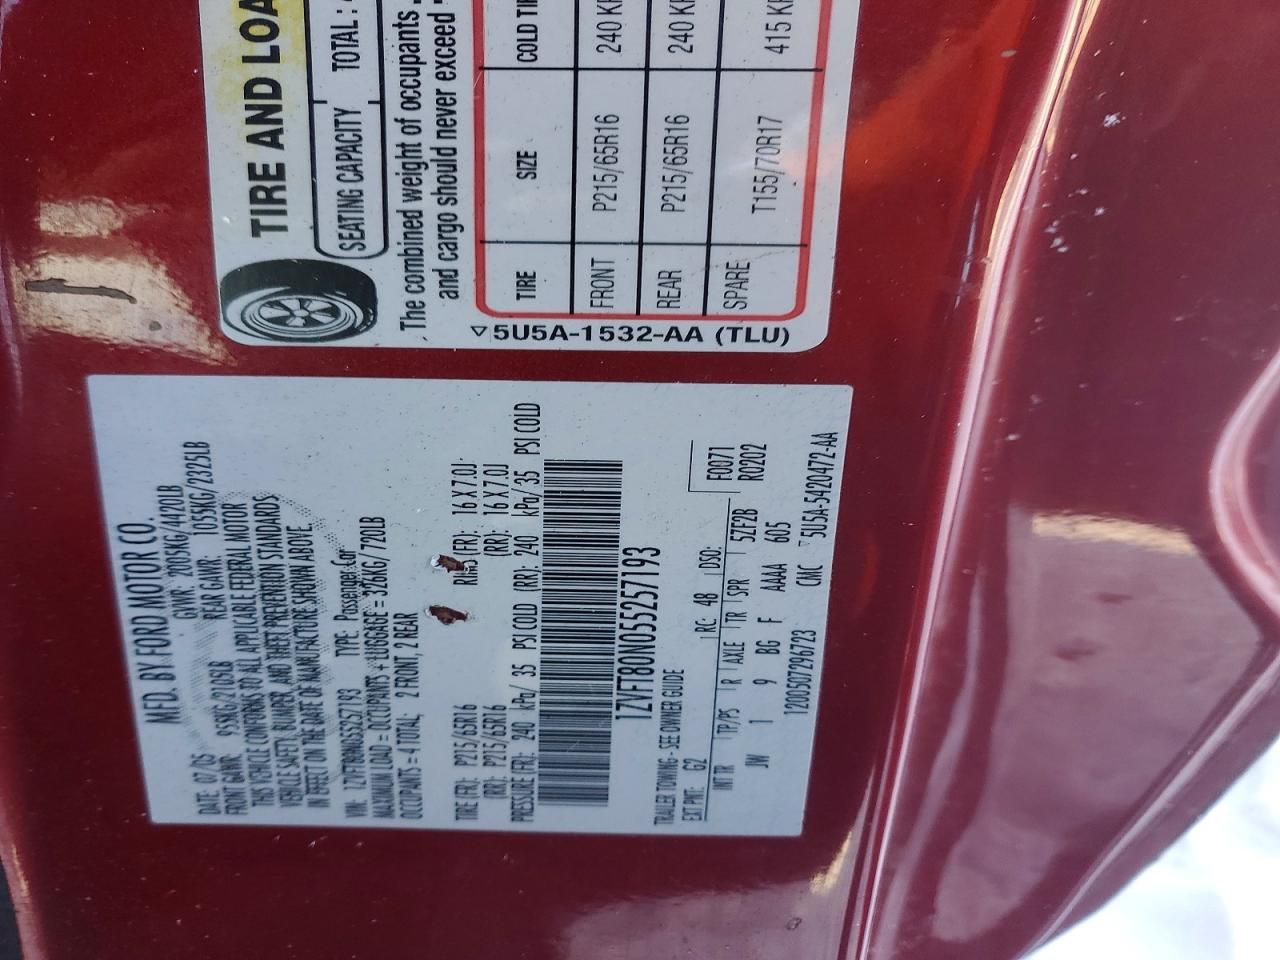 MFD. BY FORD MOTOR CO.
DATE: 07/05 GVWR: 2005KG/4420LB
FRONT GAWR: 955KG/2105LB REAR GAWR: 1055KG/2325LB
THIS VEHICLE CONFORMS TO ALL APPLICABLE FEDERAL MOTOR
VEHICLE SAFETY, BUMPER, AND THEFT PREVENTION STANDARDS
IN EFFECT ON THE DATE OF MANUFACTURE SHOWN ABOVE.
VIN: 1ZVFT80N055257193 TYPE: Passenger Car
MAXIMUM LOAD = OCCUPANTS + LUGGAGE = 326KG/720LB
OCCUPANTS = 4 TOTAL; 2 FRONT, 2 REAR
TIRE (FR): P215/65R16 RIMS (FR): 16 X 7.0J
(RR): P215/65R16 (RR): 16 X 7.0J
PRESSURE (FR): 240 kPa/ 35 PSI COLD (RR): 240 kPa/ 35 PSI COLD
1ZVFT80N055257193
TRAILER TOWING - SEE OWNER GUIDE F0071
EXT PNT: G2 RC: 48 DSO: R0202
INT TR TP/PS R AXLE TR SPR 5ZF2B
JW 1 9 BG F AAAA 605
1200507296723 CMC ▽5U5A-5420472-AA
TIRE AND LOA
SEATING CAPACITY TOTAL :
The combined weight of occupants
and cargo should never exceed
TIRE SIZE COLD TI
FRONT P215/65R16 240 KP
REAR P215/65R16 240 KP
SPARE T155/70R17 415 KP
▽5U5A-1532-AA (TLU)